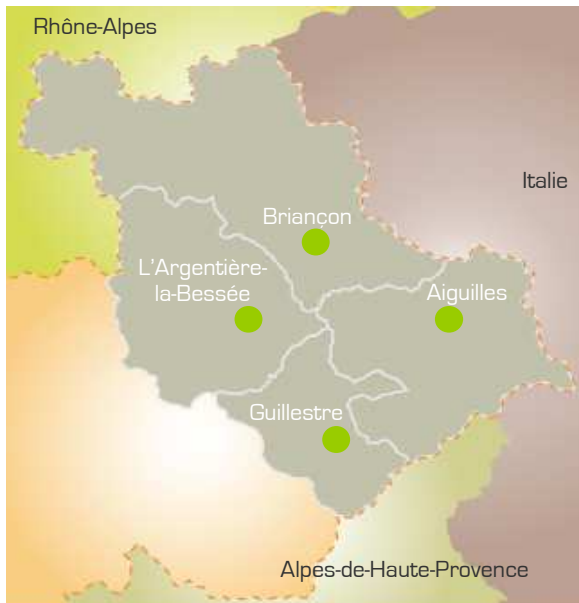 Rhône-Alpes
Italie
Briançon
L'Argentière-
la-Bessée
Aiguilles
Guillestre
Alpes-de-Haute-Provence